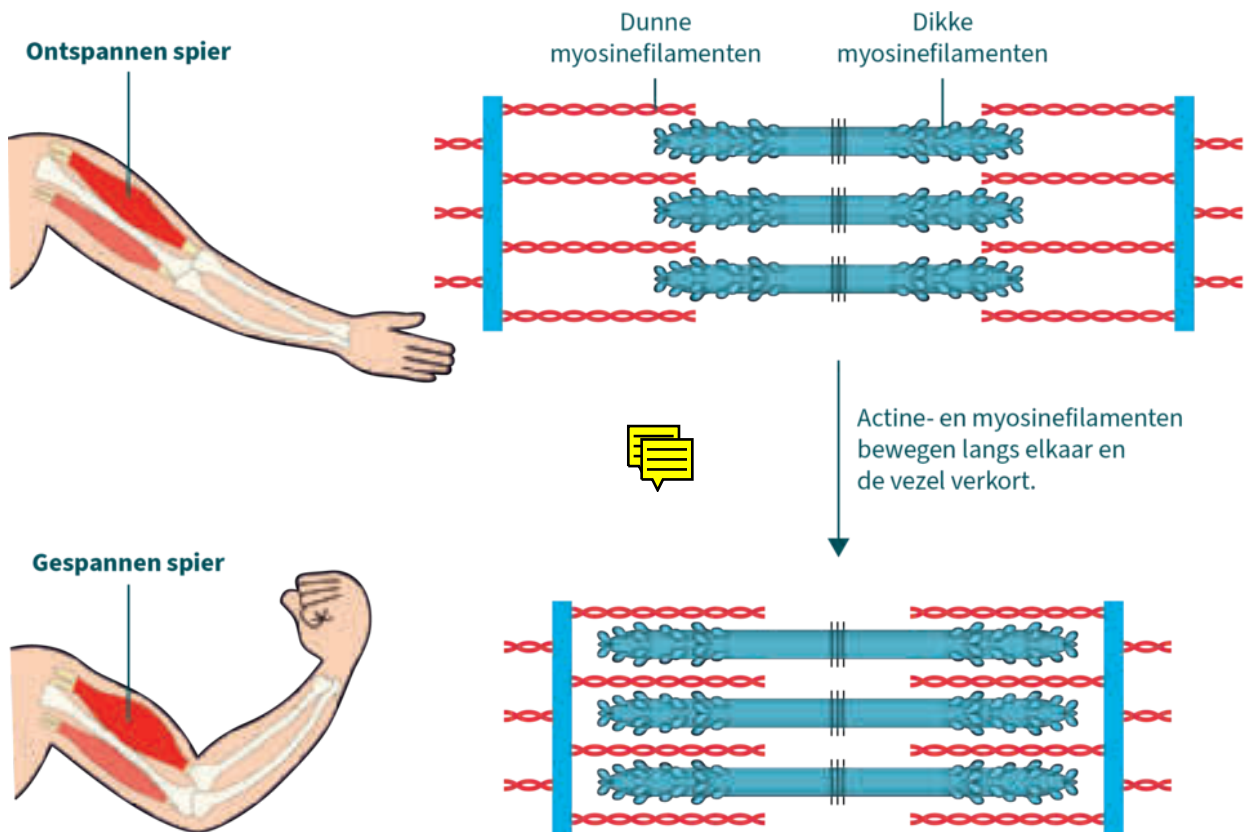 Ontspannen spier
Dunne
myosinefilamenten
Dikke
myosinefilamenten
Actine- en myosinefilamenten
bewegen langs elkaar en
de vezel verkort.
Gespannen spier